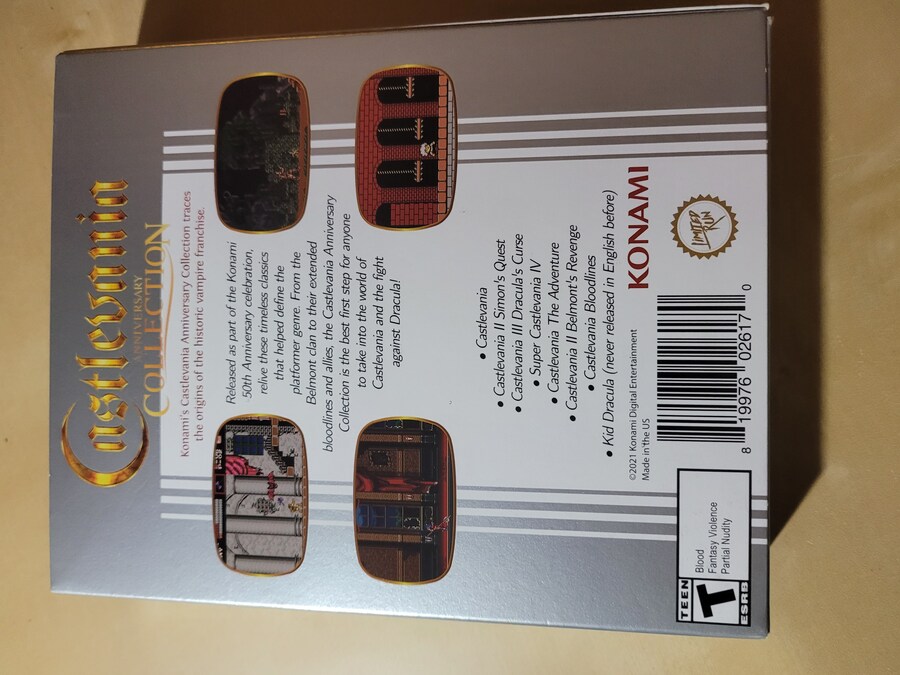 Castlevania
ANNIVERSARY
COLLECTION
Konami's Castlevania Anniversary Collection traces
the origins of the historic vampire franchise.
Released as part of the Konami
50th Anniversary celebration,
relive these timeless classics
that helped define the
platformer genre. From the
Belmont clan to their extended
bloodlines and allies, the Castlevania Anniversary
Collection is the best first step for anyone
to take into the world of
Castlevania and the fight
against Dracula!
• Castlevania
• Castlevania II Simon's Quest
• Castlevania III Dracula's Curse
• Super Castlevania IV
• Castlevania The Adventure
• Castlevania II Belmont's Revenge
• Castlevania Bloodlines
• Kid Dracula (never released in English before)
©2021 Konami Digital Entertainment
Made in the US
KONAMI
TEEN
T
ESRB
Blood
Fantasy Violence
Partial Nudity
8 19976 02617 0
LIMITED
RUN